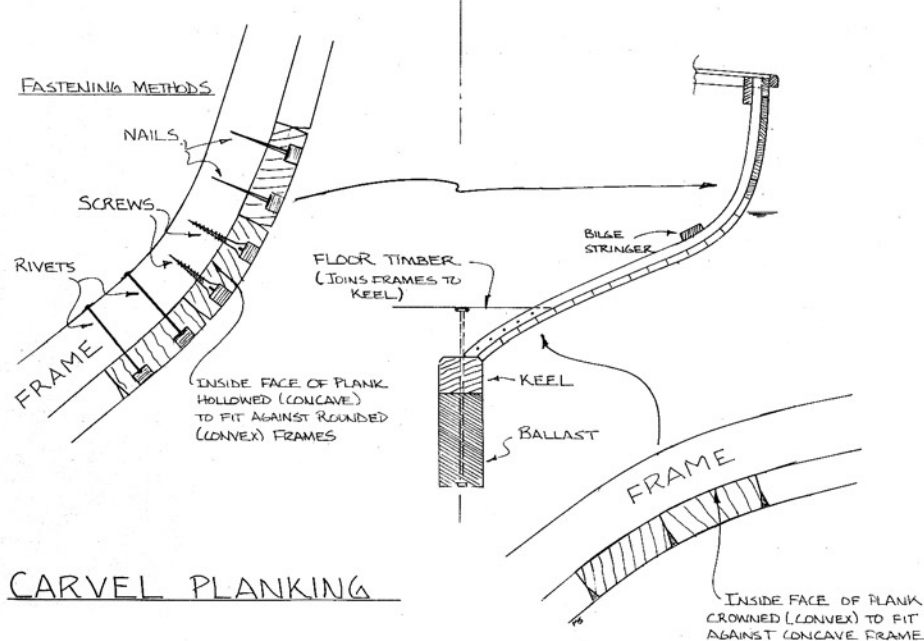 FASTENING METHODS
NAILS
SCREWS
RIVETS
FRAME
INSIDE FACE OF PLANK
HOLLOWED (CONCAVE)
TO FIT AGAINST ROUNDED
(CONVEX) FRAMES
BILGE
STRINGER
FLOOR TIMBER
(JOINS FRAMES TO
KEEL)
KEEL
BALLAST
FRAME
INSIDE FACE OF PLANK
CROWNED (CONVEX) TO FIT
AGAINST CONCAVE FRAME
CARVEL PLANKING